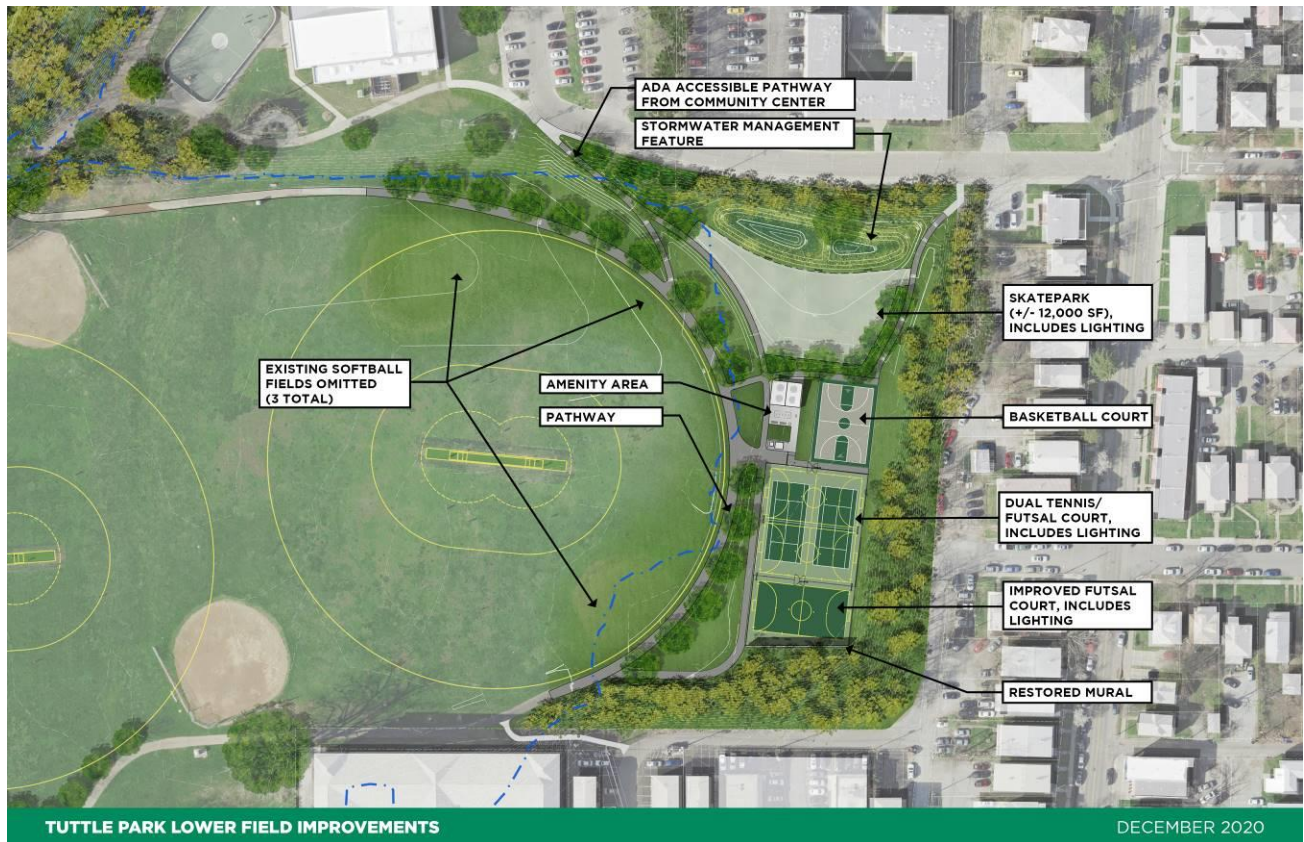 ADA ACCESSIBLE PATHWAY
FROM COMMUNITY CENTER
STORMWATER MANAGEMENT
FEATURE
SKATEPARK
(+/- 12,000 SF),
INCLUDES LIGHTING
EXISTING SOFTBALL
FIELDS OMITTED
(3 TOTAL)
AMENITY AREA
BASKETBALL COURT
PATHWAY
DUAL TENNIS/
FUTSAL COURT,
INCLUDES LIGHTING
IMPROVED FUTSAL
COURT, INCLUDES
LIGHTING
RESTORED MURAL
TUTTLE PARK LOWER FIELD IMPROVEMENTS
DECEMBER 2020